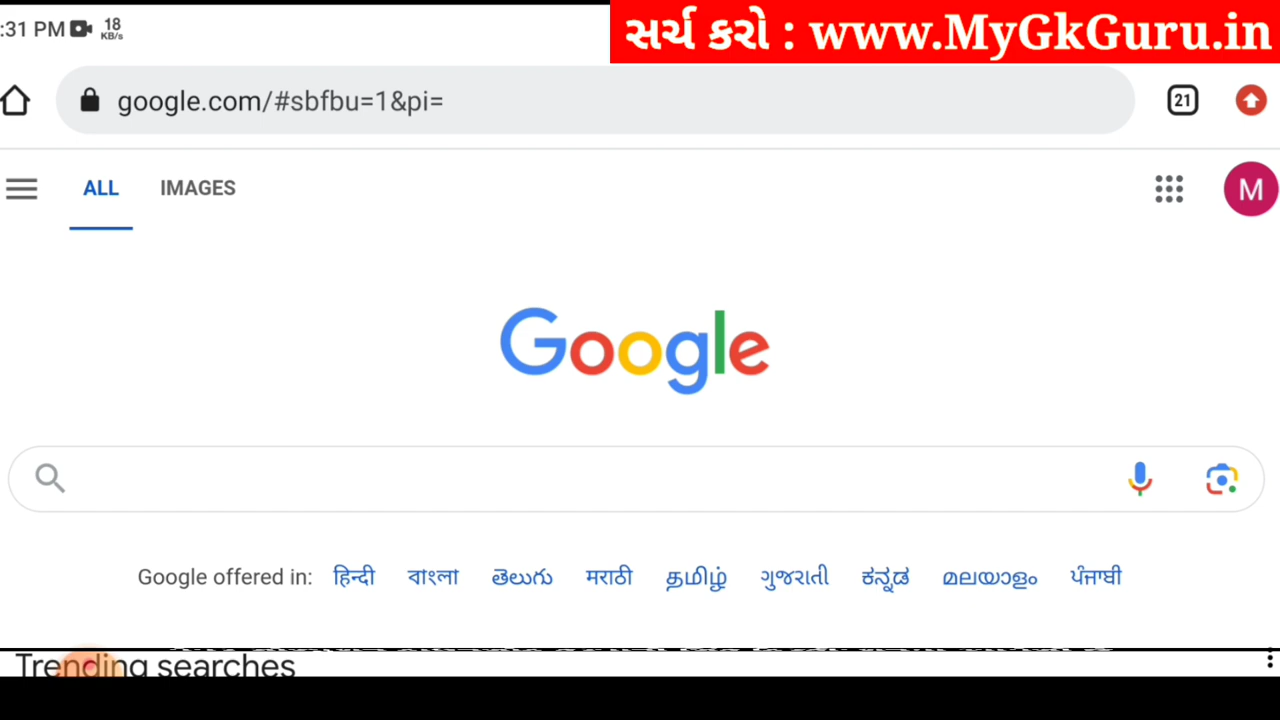 :31 PM 18 KB/s
સર્ચ કરો : www.MyGkGuru.in
google.com/#sbfbu=1&pi=
21
ALL IMAGES
M
Google
Google offered in: हिन्दी বাংলা తెలుగు मराठी தமிழ் ગુજરાતી ಕನ್ನಡ മലയാളം ਪੰਜਾਬੀ
Trending searches